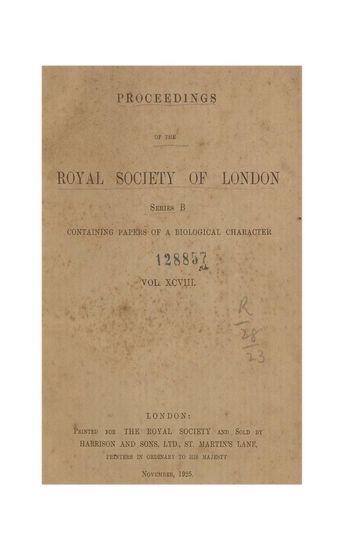 PROCEEDINGS
OF THE
ROYAL SOCIETY OF LONDON
SERIES B
CONTAINING PAPERS OF A BIOLOGICAL CHARACTER
128857
VOL. XCVIII.
R
28
23
LONDON:
PRINTED FOR THE ROYAL SOCIETY AND SOLD BY
HARRISON AND SONS, LTD., ST. MARTIN'S LANE,
PRINTERS IN ORDINARY TO HIS MAJESTY
NOVEMBER, 1925.